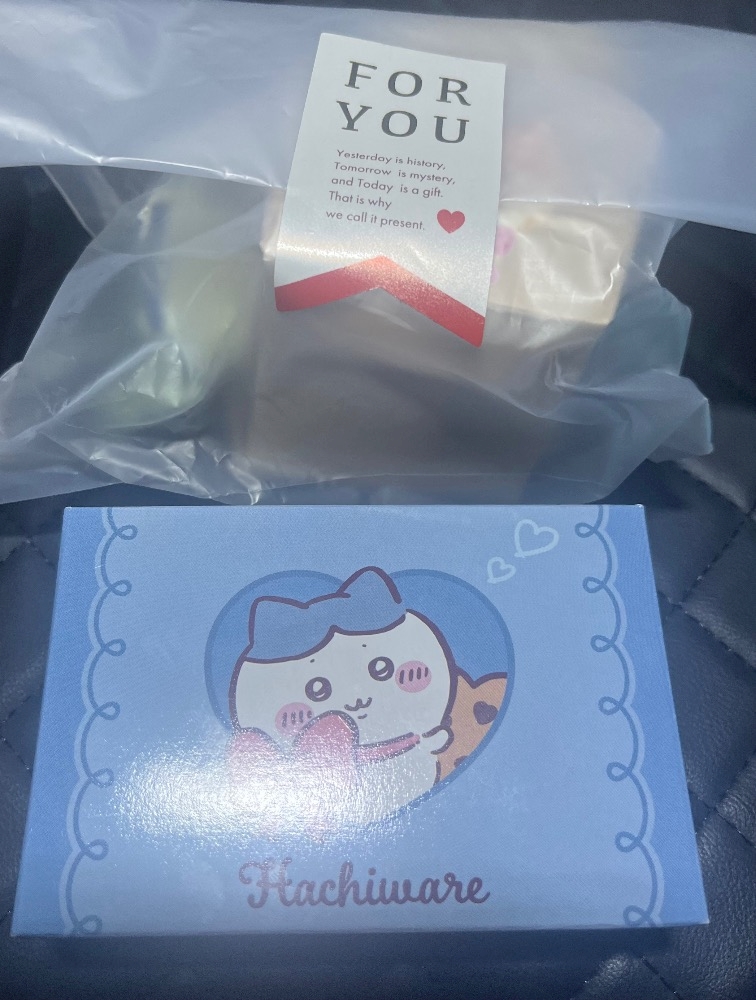 FOR
YOU
Yesterday is history,
Tomorrow is mystery,
and Today is a gift.
That is why
we call it present.
Hachiware